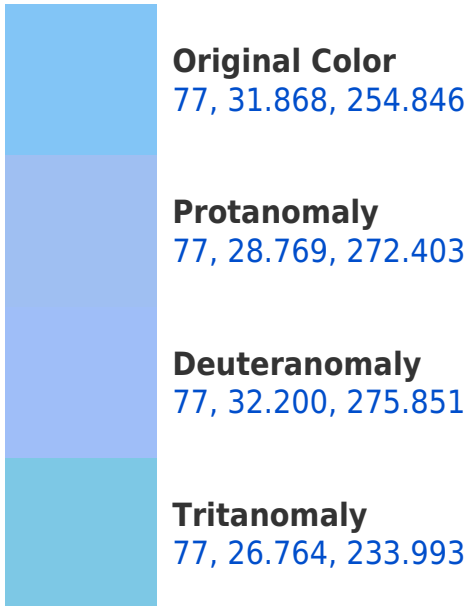 Original Color
77, 31.868, 254.846
Protanomaly
77, 28.769, 272.403
Deuteranomaly
77, 32.200, 275.851
Tritanomaly
77, 26.764, 233.993